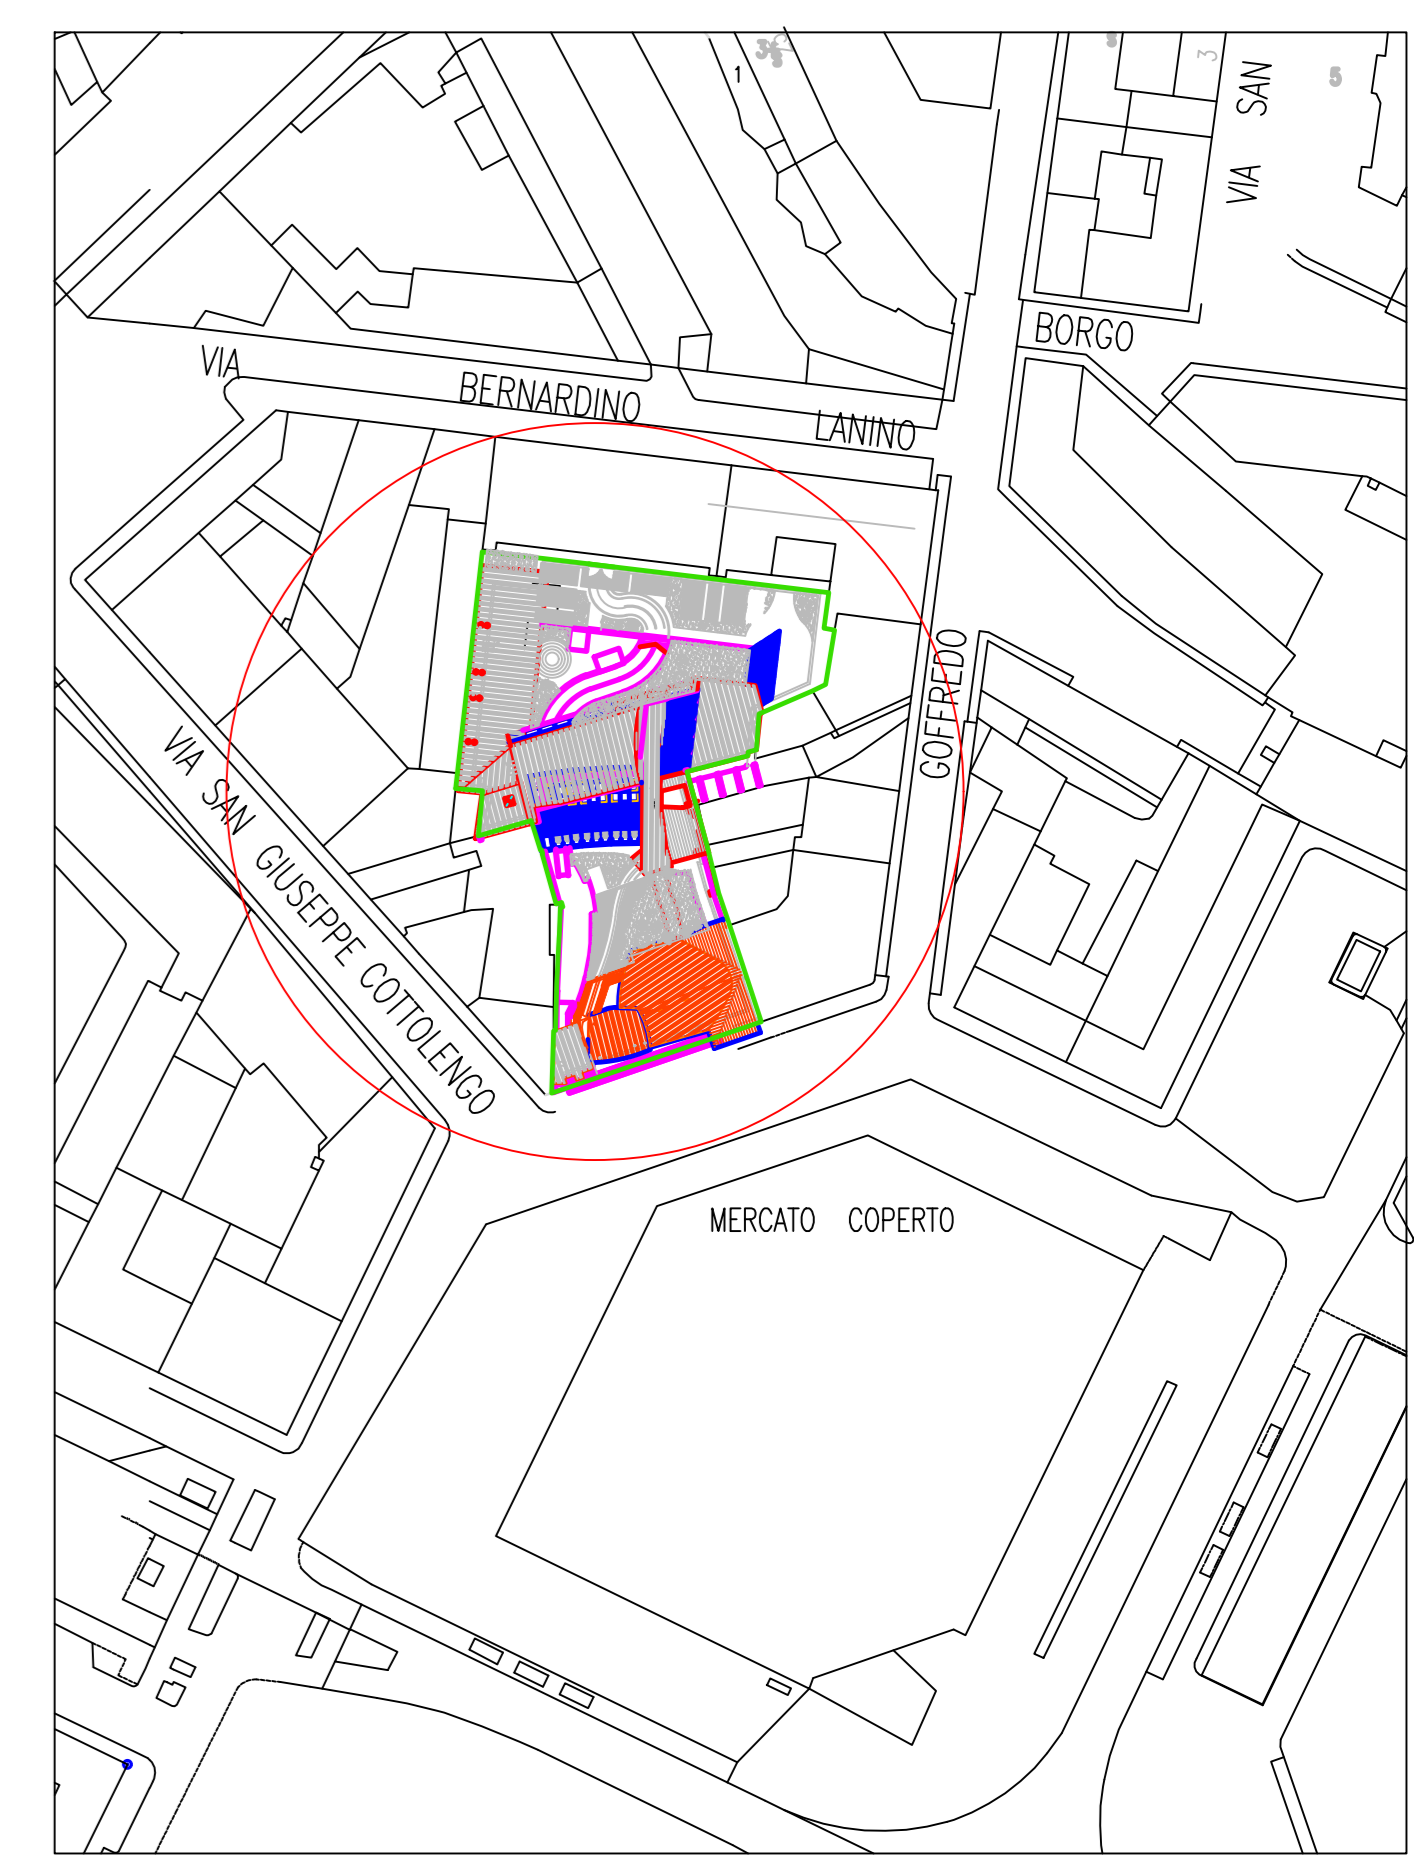 1
3
5
VIA SAN
BORGO
VIA
BERNARDINO
LANINO
GOFFREDO
VIA SAN GIUSEPPE COTTOLENGO
MERCATO COPERTO